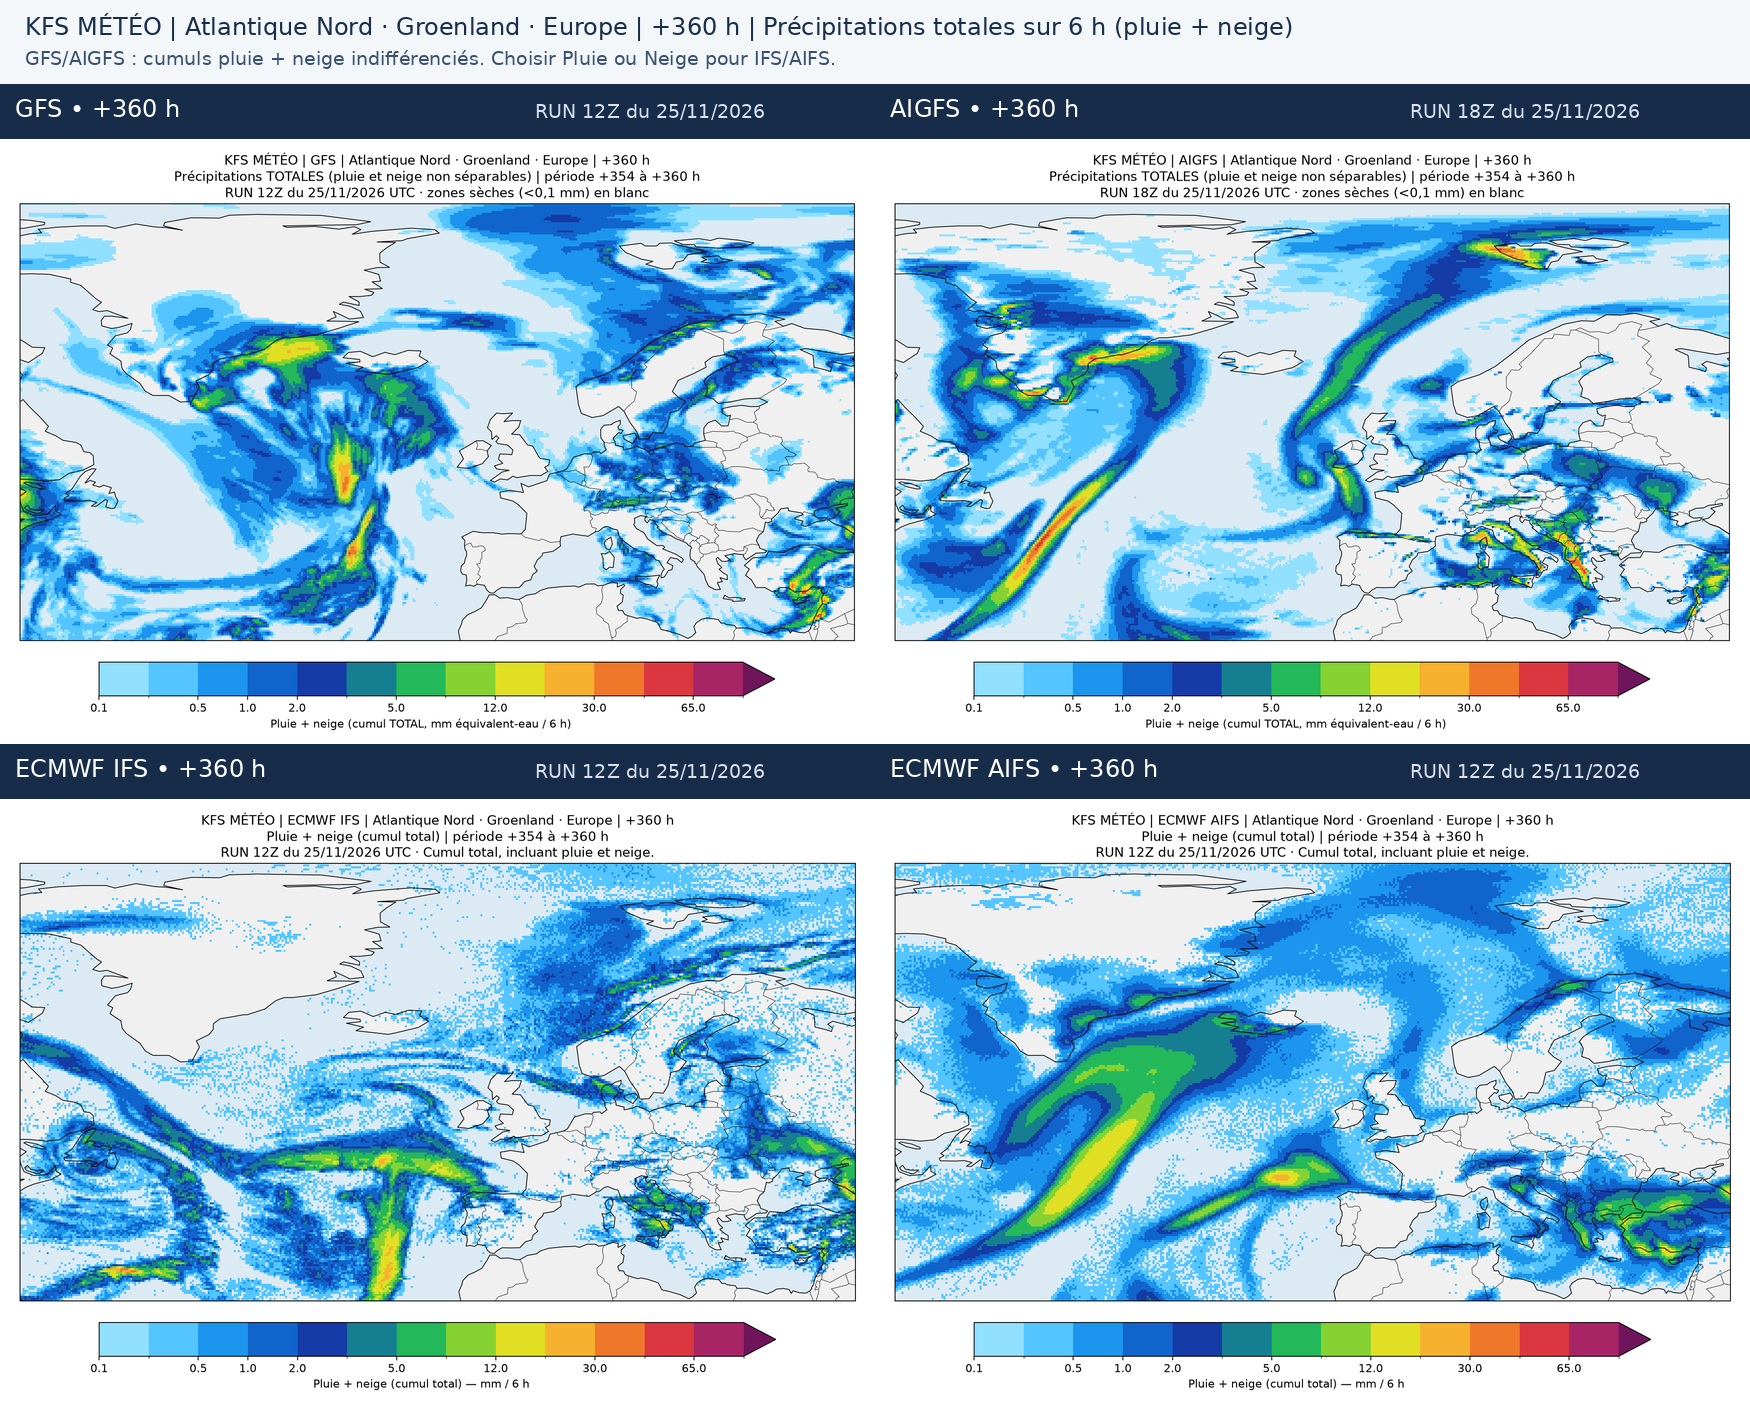 KFS MÉTÉO | Atlantique Nord · Groenland · Europe | +360 h | Précipitations totales sur 6 h (pluie + neige)
GFS/AIGFS : cumuls pluie + neige indifférenciés. Choisir Pluie ou Neige pour IFS/AIFS.
GFS • +360 h RUN 12Z du 25/11/2026
KFS MÉTÉO | GFS | Atlantique Nord · Groenland · Europe | +360 h
Précipitations TOTALES (pluie et neige non séparables) | période +354 à +360 h
RUN 12Z du 25/11/2026 UTC · zones sèches (<0,1 mm) en blanc
0.1 0.5 1.0 2.0 5.0 12.0 30.0 65.0
Pluie + neige (cumul TOTAL, mm équivalent-eau / 6 h)
AIGFS • +360 h RUN 18Z du 25/11/2026
KFS MÉTÉO | AIGFS | Atlantique Nord · Groenland · Europe | +360 h
Précipitations TOTALES (pluie et neige non séparables) | période +354 à +360 h
RUN 18Z du 25/11/2026 UTC · zones sèches (<0,1 mm) en blanc
0.1 0.5 1.0 2.0 5.0 12.0 30.0 65.0
Pluie + neige (cumul TOTAL, mm équivalent-eau / 6 h)
ECMWF IFS • +360 h RUN 12Z du 25/11/2026
KFS MÉTÉO | ECMWF IFS | Atlantique Nord · Groenland · Europe | +360 h
Pluie + neige (cumul total) | période +354 à +360 h
RUN 12Z du 25/11/2026 UTC · Cumul total, incluant pluie et neige.
0.1 0.5 1.0 2.0 5.0 12.0 30.0 65.0
Pluie + neige (cumul total) — mm / 6 h
ECMWF AIFS • +360 h RUN 12Z du 25/11/2026
KFS MÉTÉO | ECMWF AIFS | Atlantique Nord · Groenland · Europe | +360 h
Pluie + neige (cumul total) | période +354 à +360 h
RUN 12Z du 25/11/2026 UTC · Cumul total, incluant pluie et neige.
0.1 0.5 1.0 2.0 5.0 12.0 30.0 65.0
Pluie + neige (cumul total) — mm / 6 h